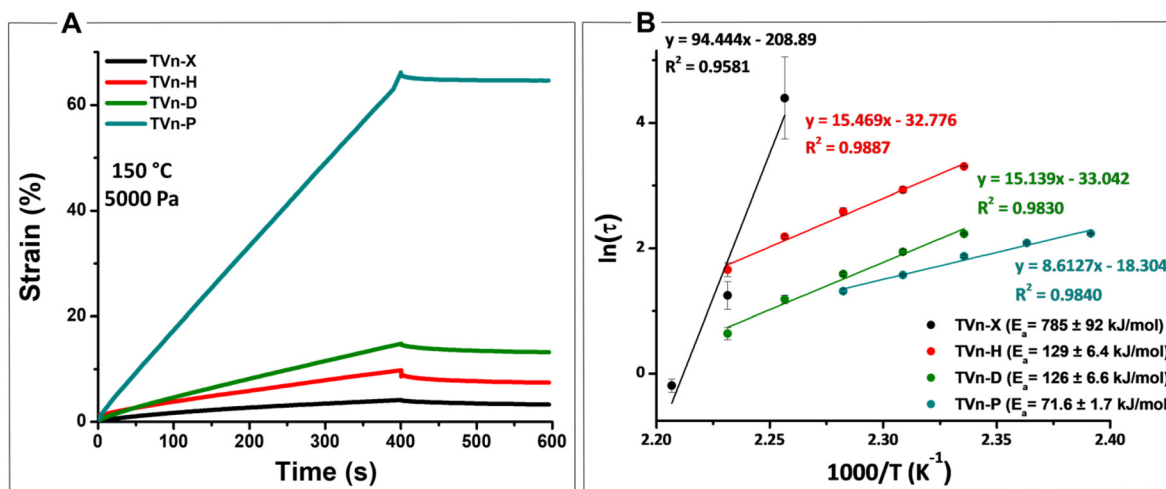 A
TVn-X
TVn-H
TVn-D
TVn-P
150 °C
5000 Pa
60
40
20
0
0
100
200
300
400
500
600
Strain (%)
Time (s)
B
y = 94.444x - 208.89
R² = 0.9581
y = 15.469x - 32.776
R² = 0.9887
y = 15.139x - 33.042
R² = 0.9830
y = 8.6127x - 18.304
R² = 0.9840
TVn-X (Eₐ= 785 ± 92 kJ/mol)
TVn-H (Eₐ= 129 ± 6.4 kJ/mol)
TVn-D (Eₐ= 126 ± 6.6 kJ/mol)
TVn-P (Eₐ= 71.6 ± 1.7 kJ/mol
4
2
0
2.20
2.25
2.30
2.35
2.40
ln(τ)
1000/T (K⁻¹)